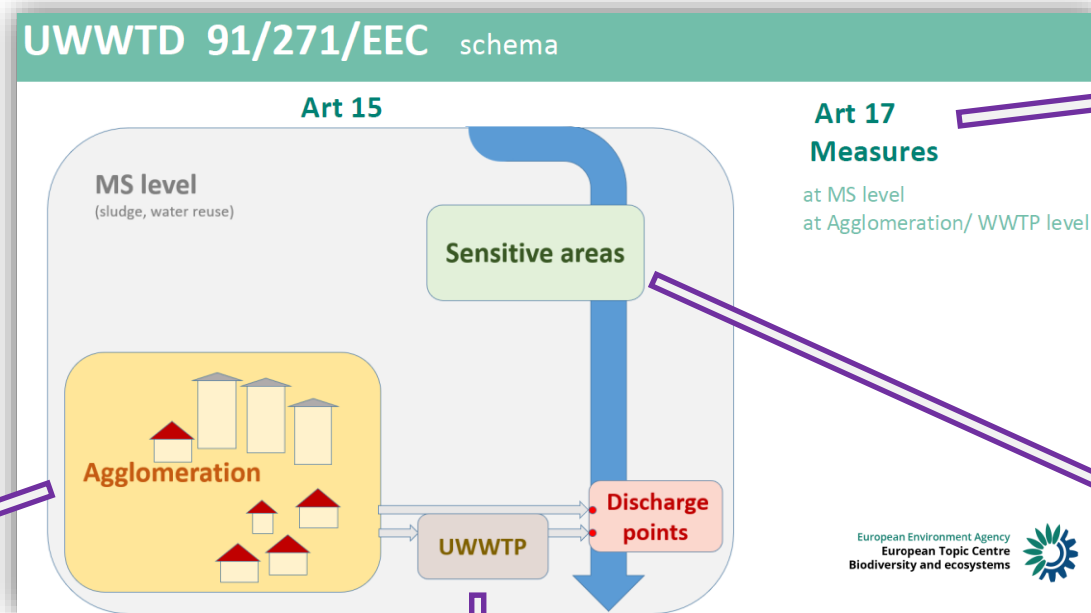 UWWTD 91/271/EEC schema
Art 15
Art 17
Measures
at MS level
at Agglomeration/ WWTP level
MS level
(sludge, water reuse)
Sensitive areas
Agglomeration
UWWTP
Discharge
points
European Environment Agency
European Topic Centre
Biodiversity and ecosystems